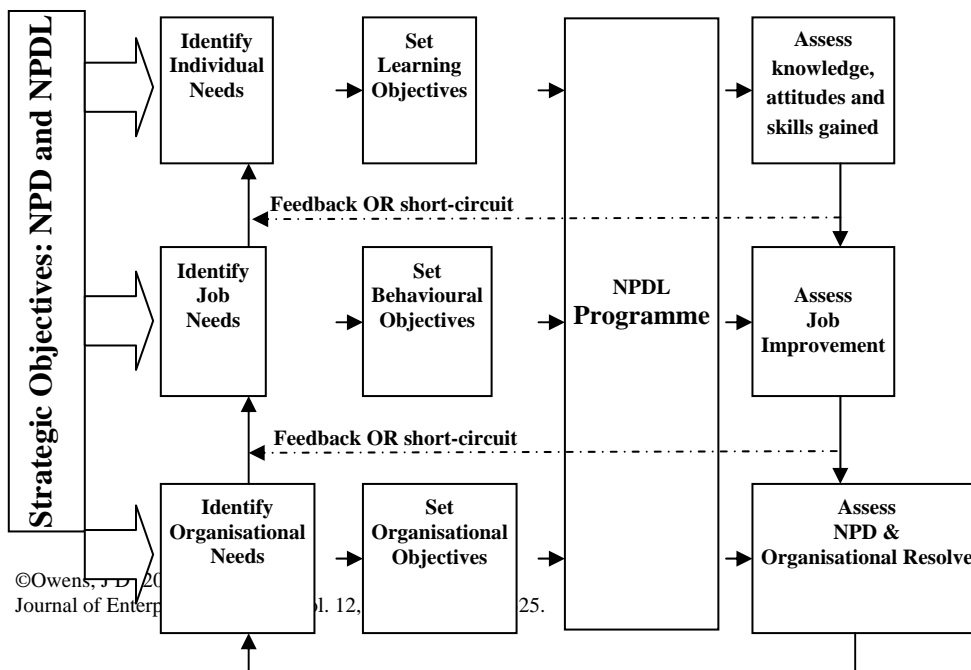 Strategic Objectives: NPD and NPDL
Identify
Individual
Needs
Set
Learning
Objectives
Assess
knowledge,
attitudes and
skills gained
Feedback OR short-circuit
Identify
Job
Needs
Set
Behavioural
Objectives
NPDL
Programme
Assess
Job
Improvement
Feedback OR short-circuit
Identify
Organisational
Needs
Set
Organisational
Objectives
Assess
NPD &
Organisational Resolve
©Owens, J D 20
Journal of Enterp l. 12, 25.